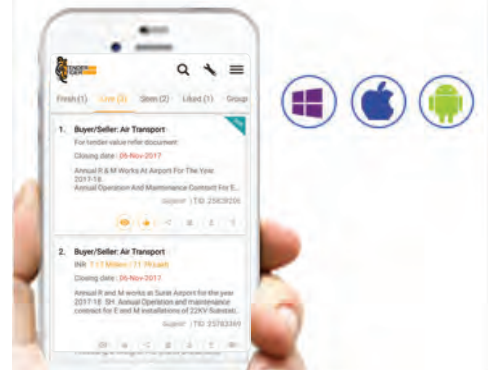 TENDER
TIGER
Fresh (1) Live (2) Seen (2) Liked (1) Group
1. Buyer/Seller: Air Transport
For tender value refer document
Closing date : 06-Nov-2017
Annual R & M Works At Airport For The Year
2017-18.
Annual Operation And Maintenance Contract For E..
Gujarat | TID:
2. Buyer/Seller: Air Transport
INR
Closing date : 06-Nov-2017
Annual R and M works at Surat Airport for the year
2017-18 SH: Annual Operation and maintenance
contract for E and M installations of 22KV Substati..
Gujarat | TID: